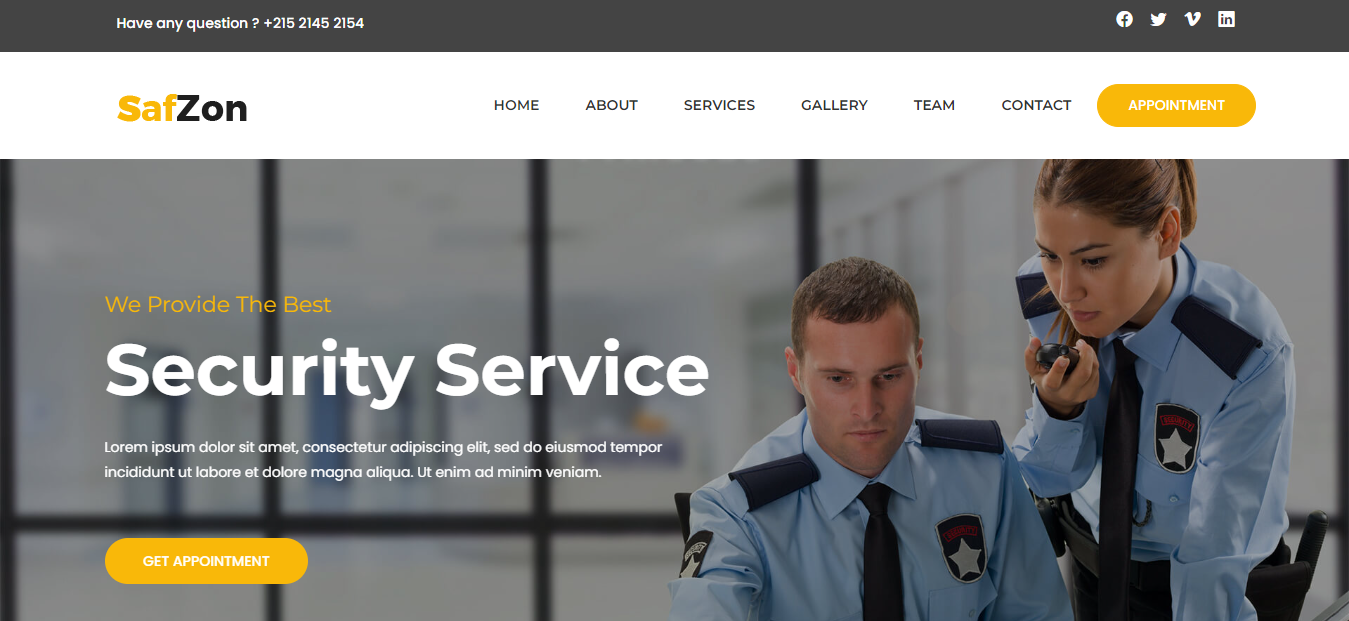 Have any question ? +215 2145 2154
SafZon
HOME ABOUT SERVICES GALLERY TEAM CONTACT APPOINTMENT
We Provide The Best
Security Service
Lorem ipsum dolor sit amet, consectetur adipiscing elit, sed do eiusmod tempor
incididunt ut labore et dolore magna aliqua. Ut enim ad minim veniam.
GET APPOINTMENT
SECURITY
SECURITY